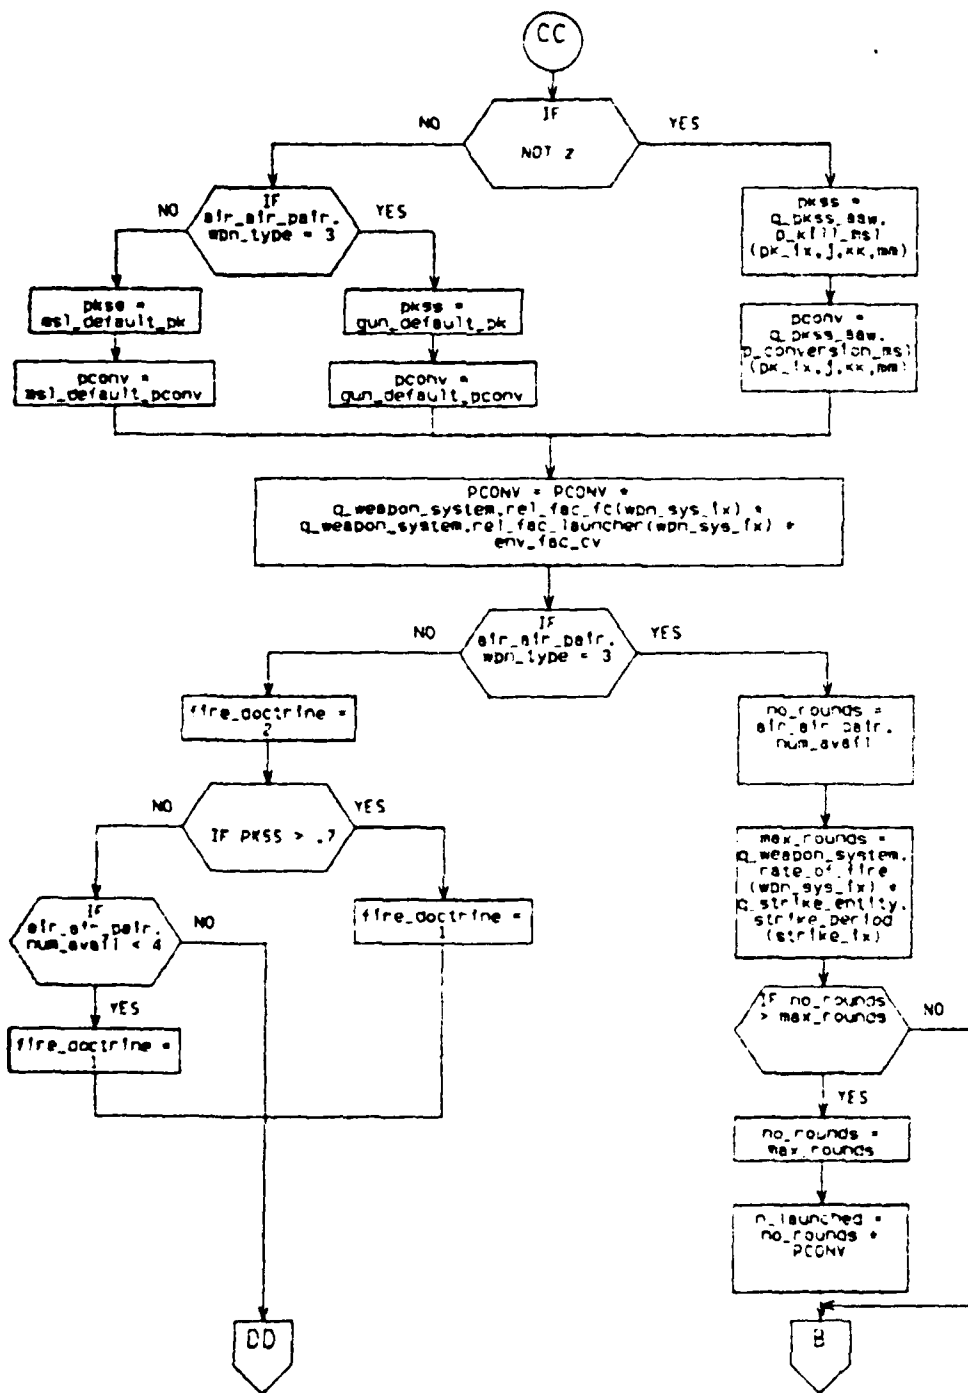 CC
IF
NOT z
NO
YES
IF
air_air_pair.
wpn_type = 3
NO
YES
pkss =
q_pkss_aaw.
p_kill_msl
(pk_ix,j,kk,mm)
pkss =
msl_default_pk
pkss =
gun_default_pk
pconv =
q_pkss_aaw.
p_conversion_msl
(pk_ix,j,kk,mm)
pconv =
msl_default_pconv
pconv =
gun_default_pconv
PCONV = PCONV *
q_weapon_system.rel_fac_fc(wpn_sys_ix) *
q_weapon_system.rel_fac_launcher(wpn_sys_ix) *
env_fac_cv
IF
air_air_pair.
wpn_type = 3
NO
YES
fire_doctrine =
2
no_rounds =
air_air_pair.
num_avail
IF PKSS > .7
NO
YES
max_rounds =
q_weapon_system.
rate_of_fire
(wpn_sys_ix) *
q_strike_entity.
strike_period
(strike_ix)
IF
air_air_pair.
num_avail < 4
NO
fire_doctrine =
1
YES
IF no_rounds
> max_rounds
NO
fire_doctrine =
1
YES
no_rounds =
max_rounds
n_launched =
no_rounds *
PCONV
DD
B